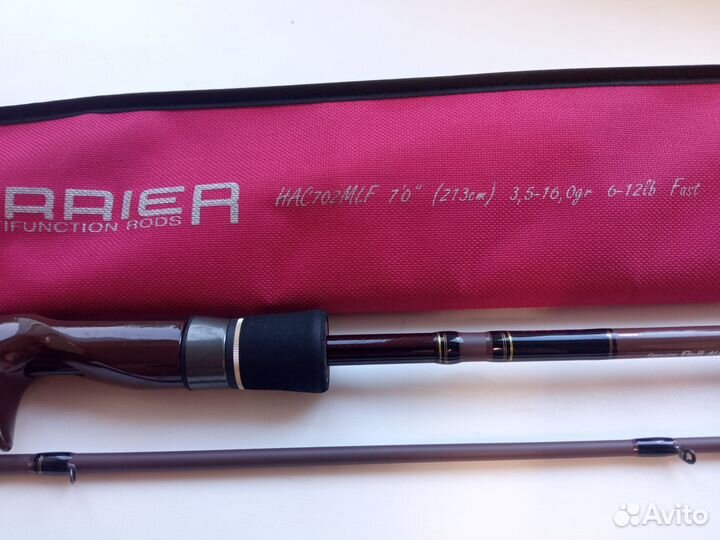 RRIER
IFUNCTION RODS
HAC702MLF 7'0" (213cm) 3,5-16,0gr 6-12lb Fast
Avito